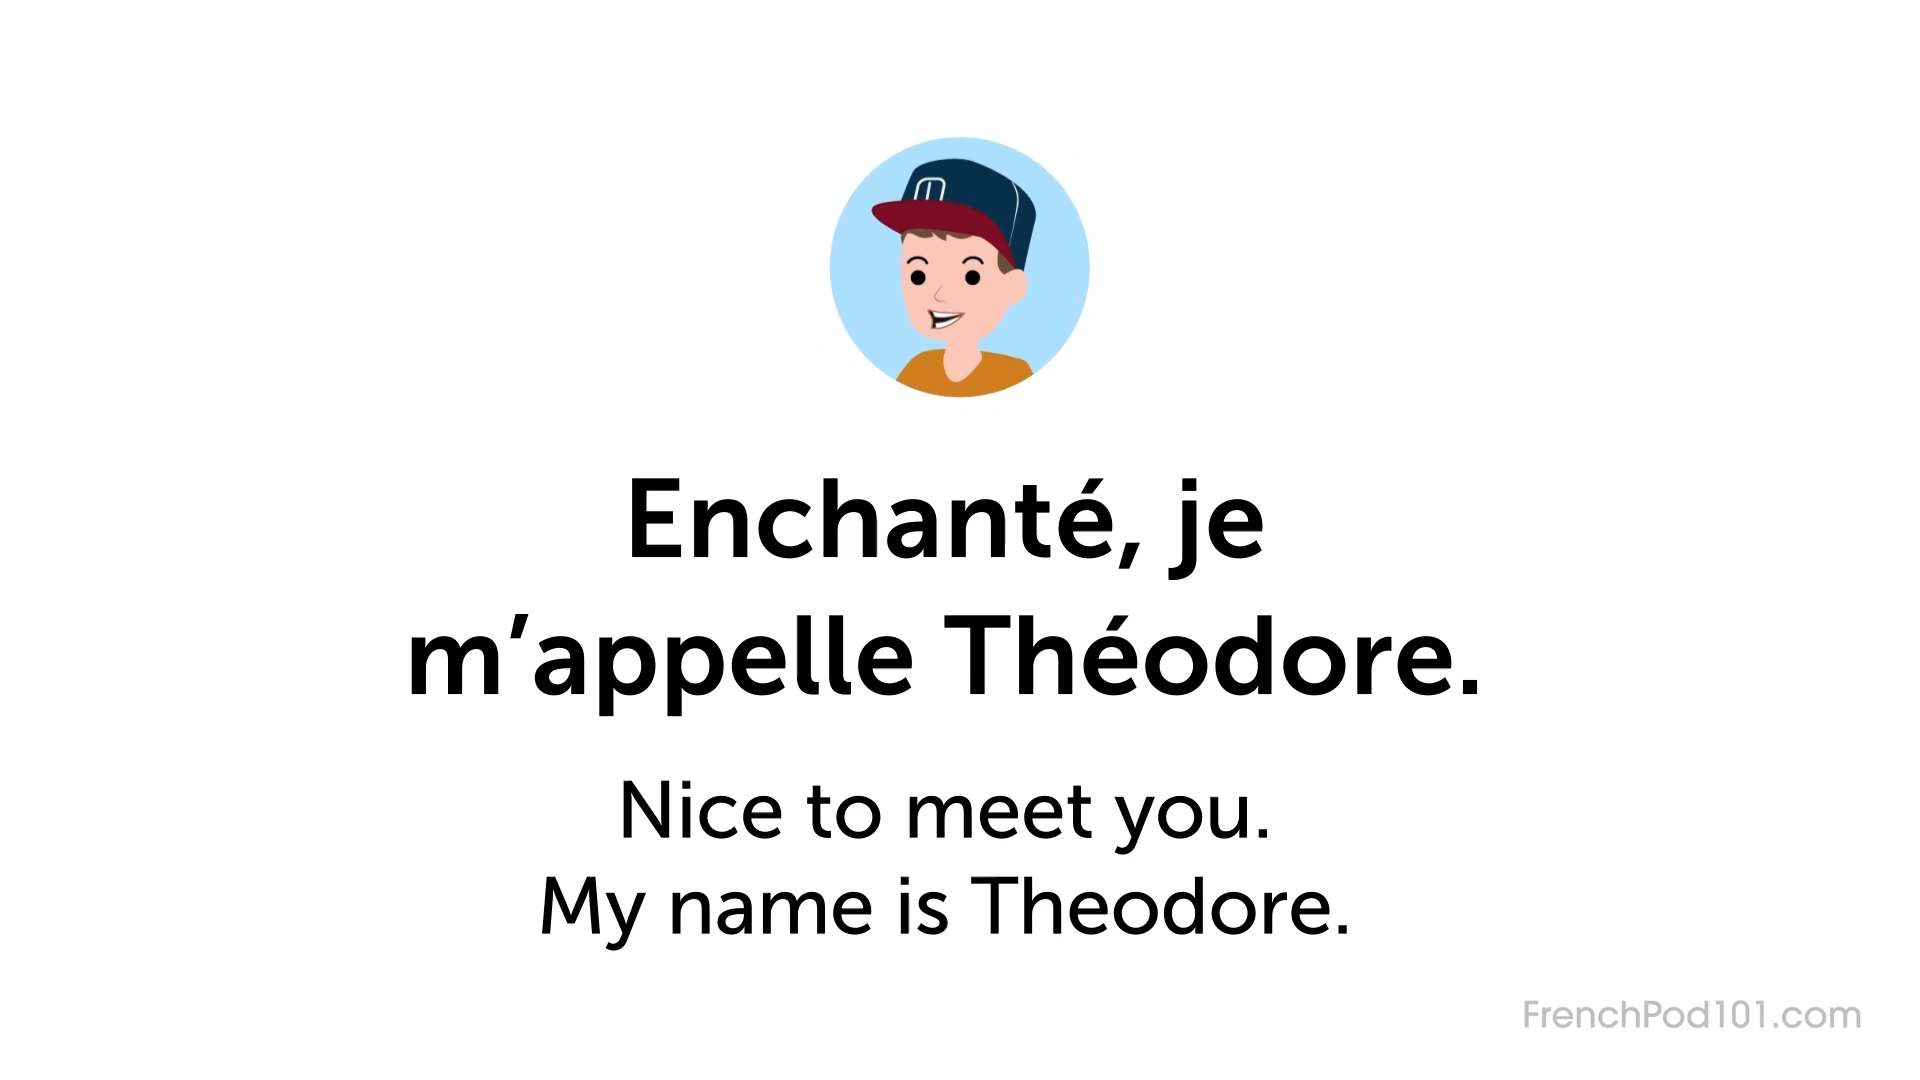 Enchanté, je
m’appelle Théodore.
Nice to meet you.
My name is Theodore.
FrenchPod101.com